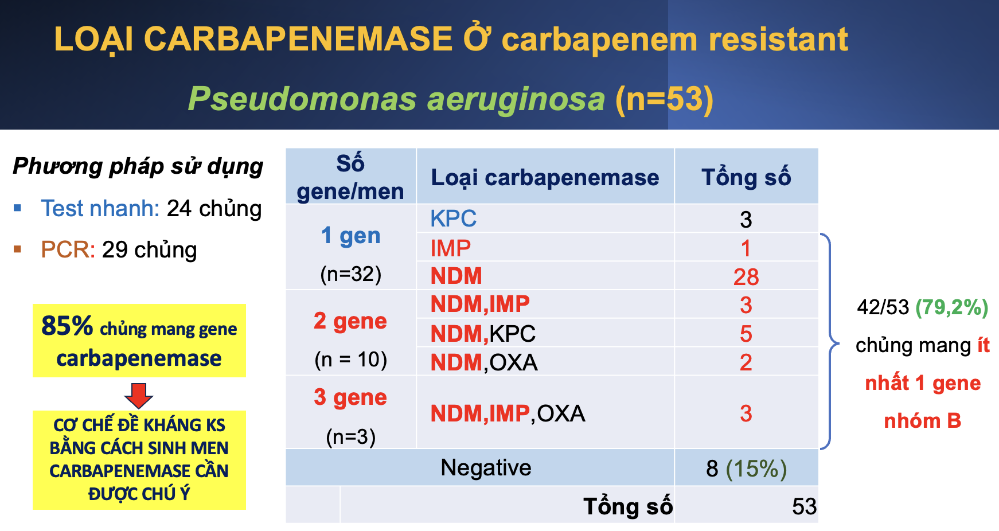 LOẠI CARBAPENEMASE Ở carbapenem resistant
Pseudomonas aeruginosa (n=53)
Phương pháp sử dụng
▪ Test nhanh: 24 chủng
▪ PCR: 29 chủng
85% chủng mang gene
carbapenemase
CƠ CHẾ ĐỀ KHÁNG KS
BẰNG CÁCH SINH MEN
CARBAPENEMASE CẦN
ĐƯỢC CHÚ Ý
Số
gene/men
Loại carbapenemase
Tổng số
1 gen
(n=32)
KPC 3
IMP 1
NDM 28
2 gene
(n = 10)
NDM,IMP 3
NDM,KPC 5
NDM,OXA 2
3 gene
(n=3)
NDM,IMP,OXA 3
Negative 8 (15%)
Tổng số 53
42/53 (79,2%)
chủng mang ít
nhất 1 gene
nhóm B